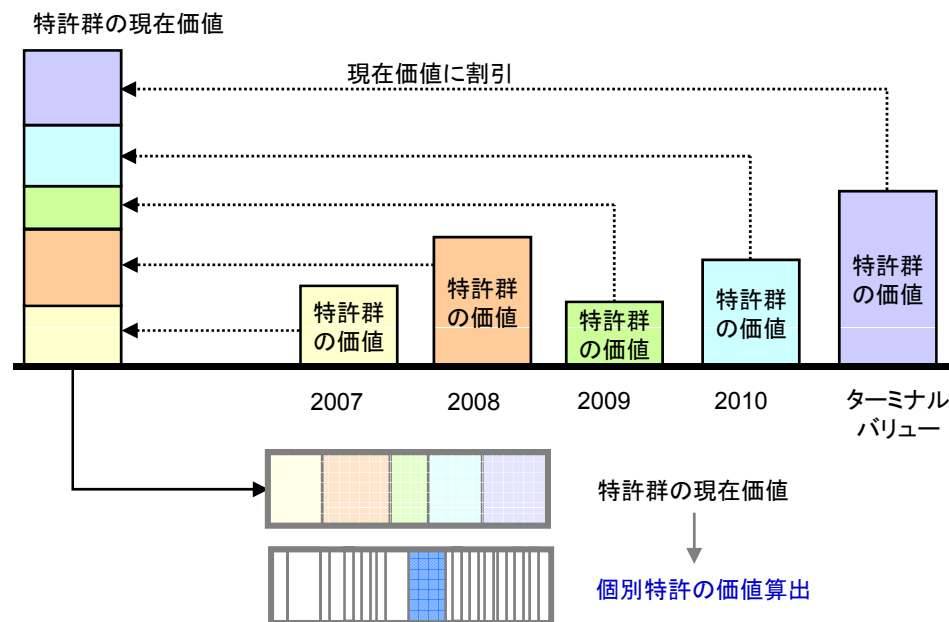 特許群の現在価値
現在価値に割引
特許群
の価値
特許群
の価値
特許群
の価値
特許群
の価値
特許群
の価値
2007
2008
2009
2010
ターミナル
バリュー
特許群の現在価値
個別特許の価値算出